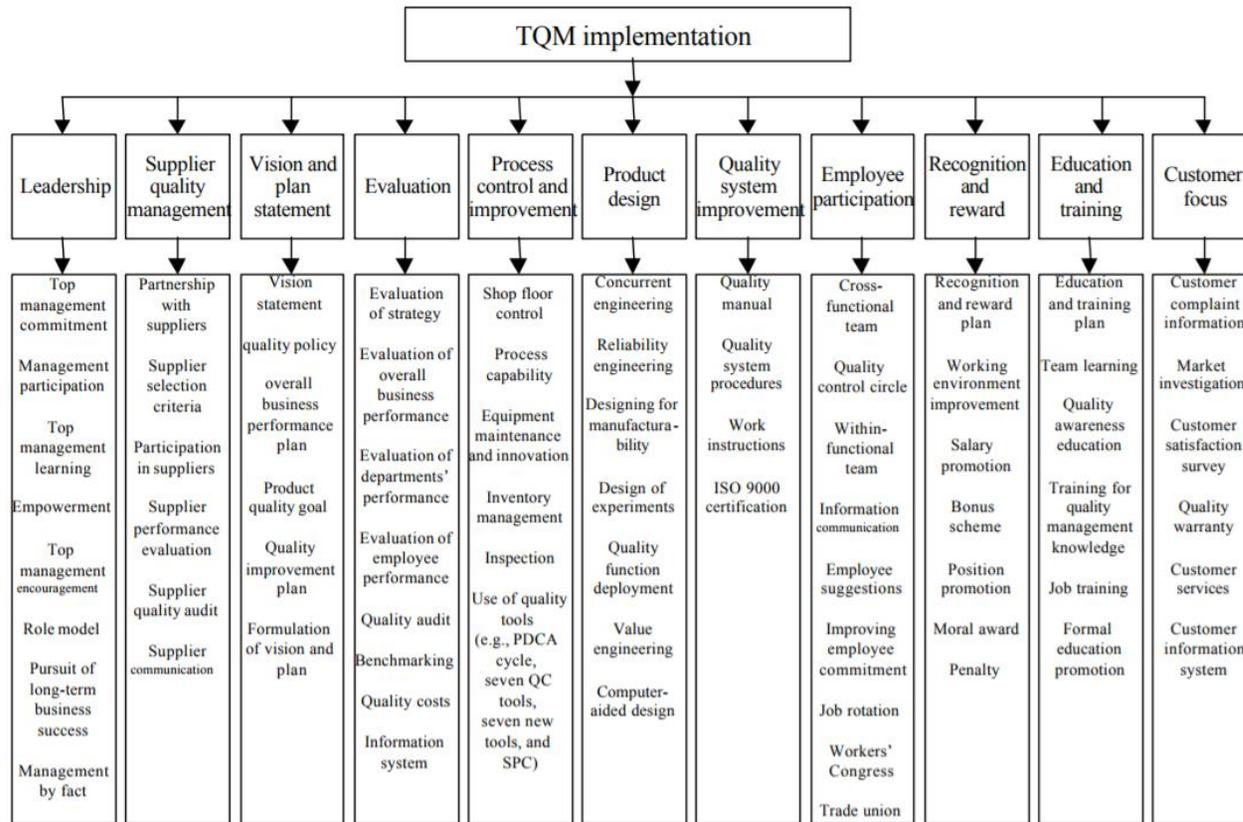 TQM implementation
Leadership
Supplier
quality
management
Vision and
plan
statement
Evaluation
Process
control and
improvement
Product
design
Quality
system
improvement
Employee
participation
Recognition
and
reward
Education
and
training
Customer
focus
Top
management
commitment
Management
participation
Top
management
learning
Empowerment
Top
management
encouragement
Role model
Pursuit of
long-term
business
success
Management
by fact
Partnership
with
suppliers
Supplier
selection
criteria
Participation
in suppliers
Supplier
performance
evaluation
Supplier
quality audit
Supplier
communication
Vision
statement
quality policy
overall
business
performance
plan
Product
quality goal
Quality
improvement
plan
Formulation
of vision and
plan
Evaluation
of strategy
Evaluation of
overall
business
performance
Evaluation of
departments'
performance
Evaluation of
employee
performance
Quality audit
Benchmarking
Quality costs
Information
system
Shop floor
control
Process
capability
Equipment
maintenance
and innovation
Inventory
management
Inspection
Use of quality
tools
(e.g., PDCA
cycle,
seven QC
tools,
seven new
tools, and
SPC)
Concurrent
engineering
Reliability
engineering
Designing for
manufactura-
bility
Design of
experiments
Quality
function
deployment
Value
engineering
Computer-
aided design
Quality
manual
Quality
system
procedures
Work
instructions
ISO 9000
certification
Cross-
functional
team
Quality
control circle
Within-
functional
team
Information
communication
Employee
suggestions
Improving
employee
commitment
Job rotation
Workers'
Congress
Trade union
Recognition
and reward
plan
Working
environment
improvement
Salary
promotion
Bonus
scheme
Position
promotion
Moral award
Penalty
Education
and training
plan
Team learning
Quality
awareness
education
Training for
quality
management
knowledge
Job training
Formal
education
promotion
Customer
complaint
information
Market
investigation
Customer
satisfaction
survey
Quality
warranty
Customer
services
Customer
information
system